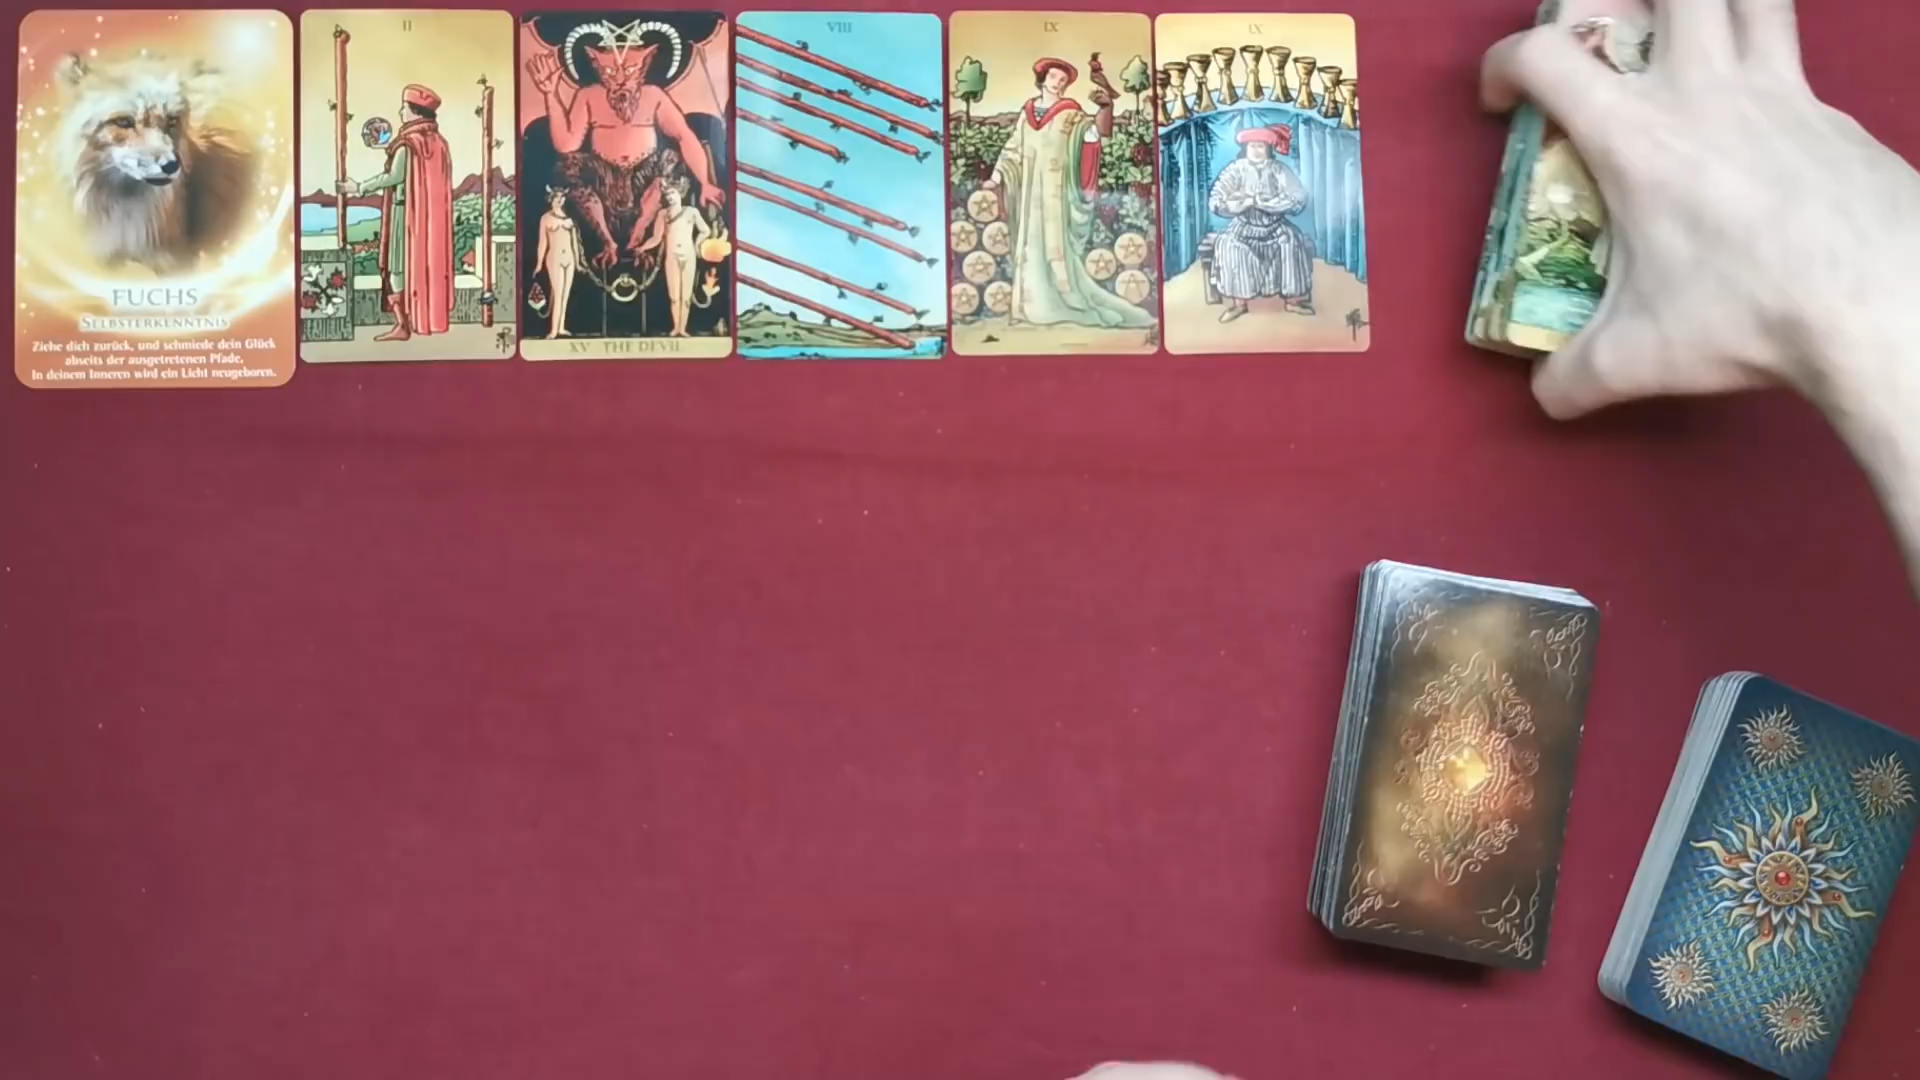 FUCHS
SELBSTERKENNTNIS
Ziehe dich zurück, und schmiede dein Glück
abseits der ausgetretenen Pfade,
In deinem Inneren wird ein Licht neugeboren.
II
XV THE DEVIL
VIII
IX
IX